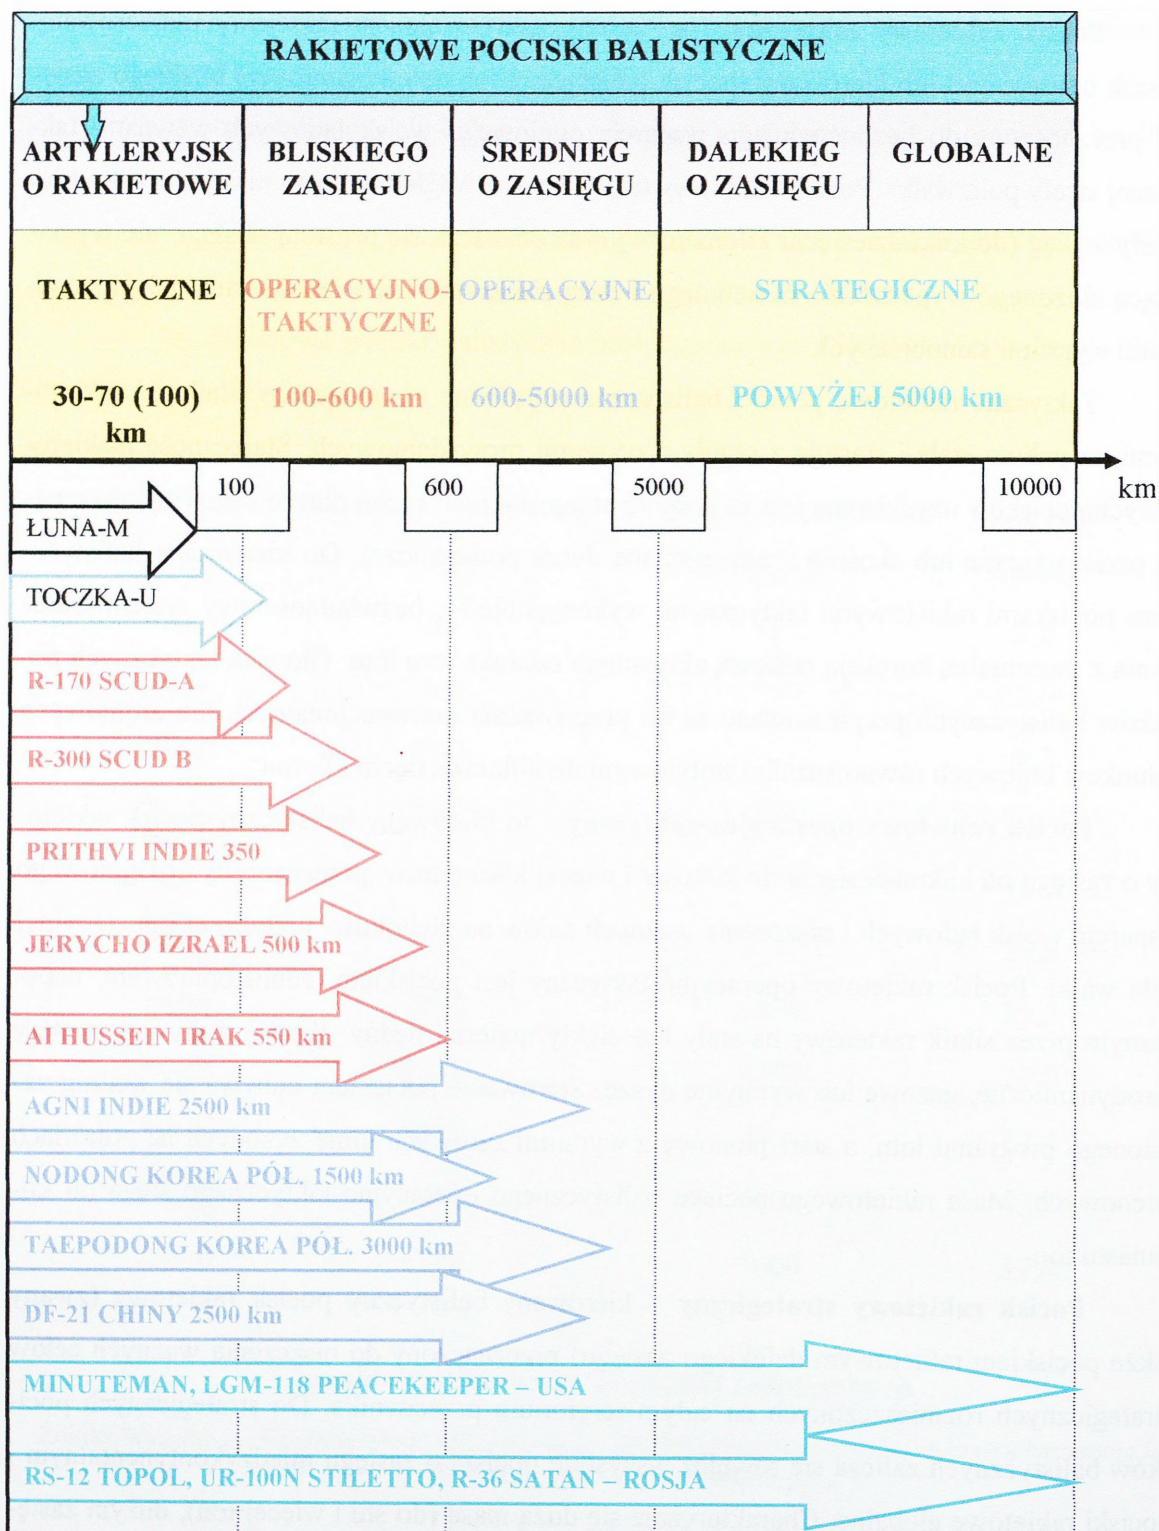 RAKIETOWE POCISKI BALISTYCZNE
ARTYLERYJSK
O RAKIETOWE
BLISKIEGO
ZASIĘGU
ŚREDNIEG
O ZASIĘGU
DALEKIEG
O ZASIĘGU
GLOBALNE
TAKTYCZNE
OPERACYJNO-
TAKTYCZNE
OPERACYJNE
STRATEGICZNE
30-70 (100)
km
100-600 km
600-5000 km
POWYŻEJ 5000 km
100
600
5000
10000
km
ŁUNA-M
TOCZKA-U
R-170 SCUD-A
R-300 SCUD B
PRITHVI INDIE 350
JERYCHO IZRAEL 500 km
AI HUSSEIN IRAK 550 km
AGNI INDIE 2500 km
NODONG KOREA PÓŁ. 1500 km
TAEPODONG KOREA PÓŁ. 3000 km
DF-21 CHINY 2500 km
MINUTEMAN, LGM-118 PEACEKEEPER – USA
RS-12 TOPOL, UR-100N STILETTO, R-36 SATAN – ROSJA